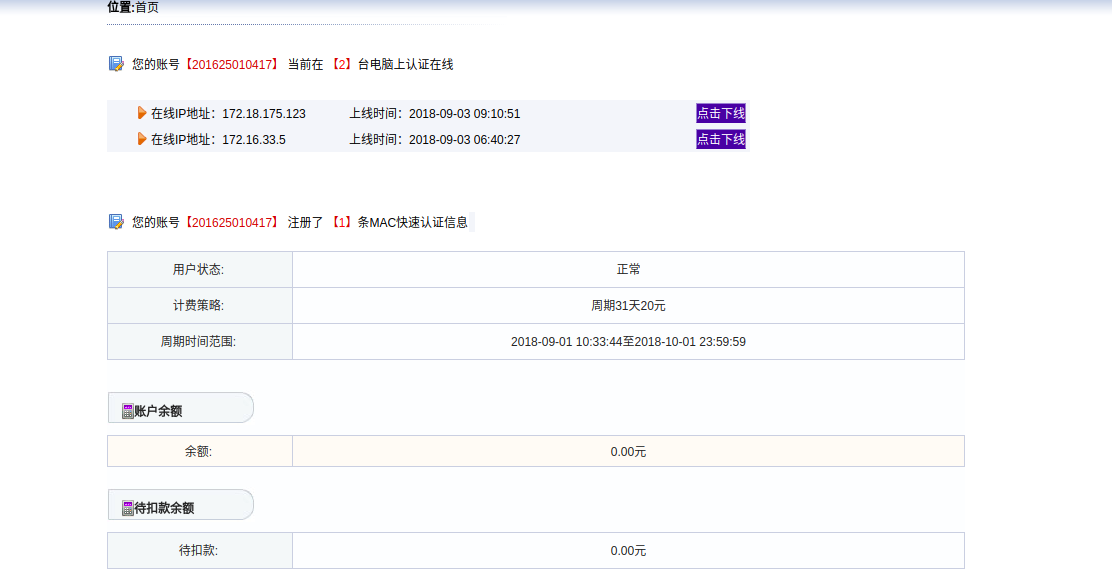 位置:首页
您的账号【201625010417】 当前在 【2】台电脑上认证在线
在线IP地址：172.18.175.123 上线时间：2018-09-03 09:10:51 点击下线
在线IP地址：172.16.33.5 上线时间：2018-09-03 06:40:27 点击下线
您的账号【201625010417】 注册了 【1】条MAC快速认证信息
用户状态: 正常
计费策略: 周期31天20元
周期时间范围: 2018-09-01 10:33:44至2018-10-01 23:59:59
账户余额
余额: 0.00元
待扣款余额
待扣款: 0.00元